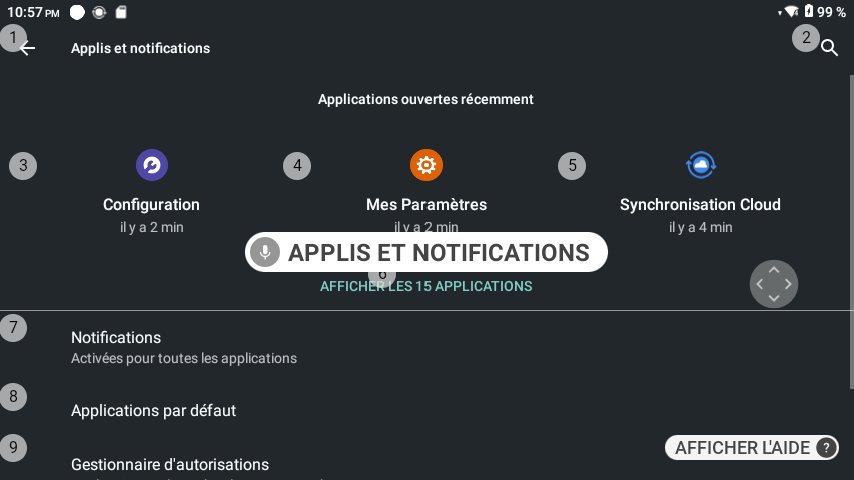 10:57 PM 99 %
1 Applis et notifications 2
Applications ouvertes récemment
3 4 5
Configuration Mes Paramètres Synchronisation Cloud
il y a 2 min il y a 2 min il y a 4 min
APPLIS ET NOTIFICATIONS
6
AFFICHER LES 15 APPLICATIONS
7
Notifications
Activées pour toutes les applications
8
Applications par défaut
9 AFFICHER L'AIDE ?
Gestionnaire d'autorisations